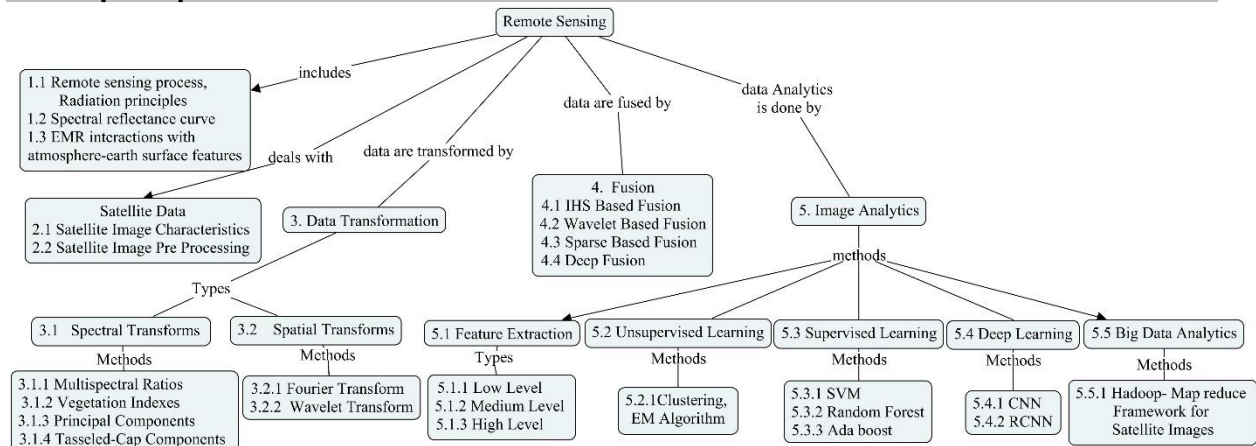 Remote Sensing
includes
1.1 Remote sensing process,
Radiation principles
1.2 Spectral reflectance curve
1.3 EMR interactions with
atmosphere-earth surface features
deals with
data are transformed by
data are fused by
data Analytics
is done by
Satellite Data
2.1 Satellite Image Characteristics
2.2 Satellite Image Pre Processing
3. Data Transformation
4. Fusion
4.1 IHS Based Fusion
4.2 Wavelet Based Fusion
4.3 Sparse Based Fusion
4.4 Deep Fusion
5. Image Analytics
Types
methods
3.1 Spectral Transforms
3.2 Spatial Transforms
5.1 Feature Extraction
5.2 Unsupervised Learning
5.3 Supervised Learning
5.4 Deep Learning
5.5 Big Data Analytics
Methods
Methods
Types
Methods
Methods
Methods
Methods
3.1.1 Multispectral Ratios
3.1.2 Vegetation Indexes
3.1.3 Principal Components
3.1.4 Tasseled-Cap Components
3.2.1 Fourier Transform
3.2.2 Wavelet Transform
5.1.1 Low Level
5.1.2 Medium Level
5.1.3 High Level
5.2.1Clustering,
EM Algorithm
5.3.1 SVM
5.3.2 Random Forest
5.3.3 Ada boost
5.4.1 CNN
5.4.2 RCNN
5.5.1 Hadoop- Map reduce
Framework for
Satellite Images